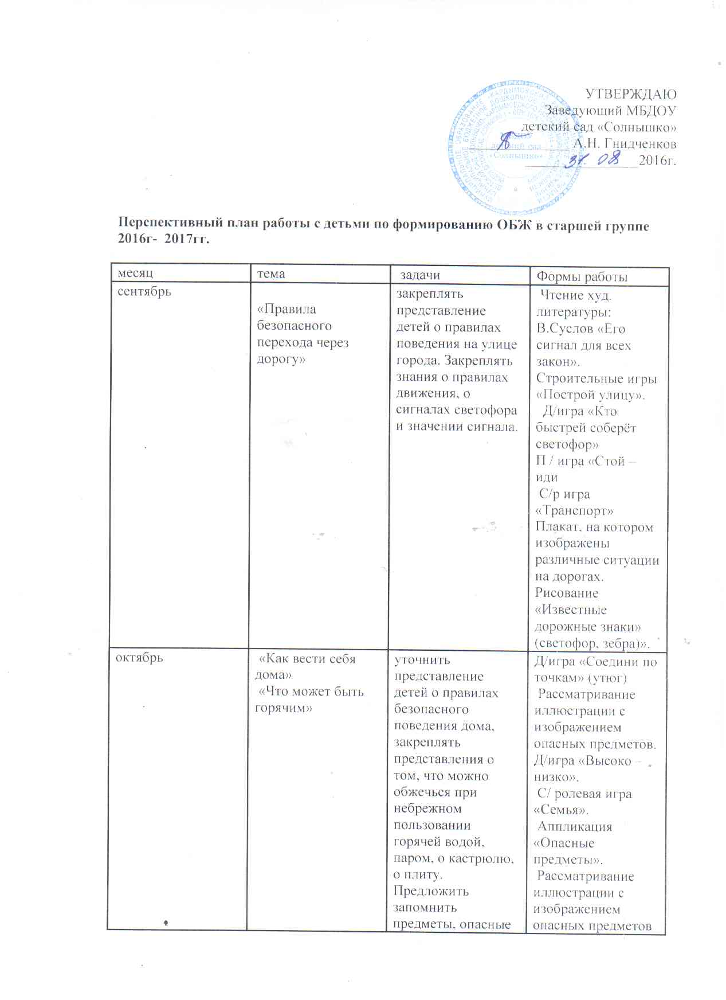 УТВЕРЖДАЮ
Заведующий МБДОУ
детский сад «Солнышко»
А.Н. Гнидченков
31. 08 2016г.
детский сад
«Солнышко»
Перспективный план работы с детьми по формированию ОБЖ в старшей группе
2016г- 2017гг.
месяц
тема
задачи
Формы работы
сентябрь
«Правила
безопасного
перехода через
дорогу»
закреплять
представление
детей о правилах
поведения на улице
города. Закреплять
знания о правилах
движения, о
сигналах светофора
и значении сигнала.
Чтение худ.
литературы:
В.Суслов «Его
сигнал для всех
закон».
Строительные игры
«Построй улицу».
Д/игра «Кто
быстрей соберёт
светофор»
П / игра «Стой –
иди
С/р игра
«Транспорт»
Плакат, на котором
изображены
различные ситуации
на дорогах.
Рисование
«Известные
дорожные знаки»
(светофор, зебра)».
октябрь
«Как вести себя
дома»
«Что может быть
горячим»
уточнить
представление
детей о правилах
безопасного
поведения дома,
закреплять
представления о
том, что можно
обжечься при
небрежном
пользовании
горячей водой,
паром, о кастрюлю,
о плиту.
Предложить
запомнить
предметы, опасные
Д/игра «Соедини по
точкам» (утюг)
Рассматривание
иллюстрации с
изображением
опасных предметов.
Д/игра «Высоко –
низко».
С/ ролевая игра
«Семья».
Аппликация
«Опасные
предметы».
Рассматривание
иллюстрации с
изображением
опасных предметов